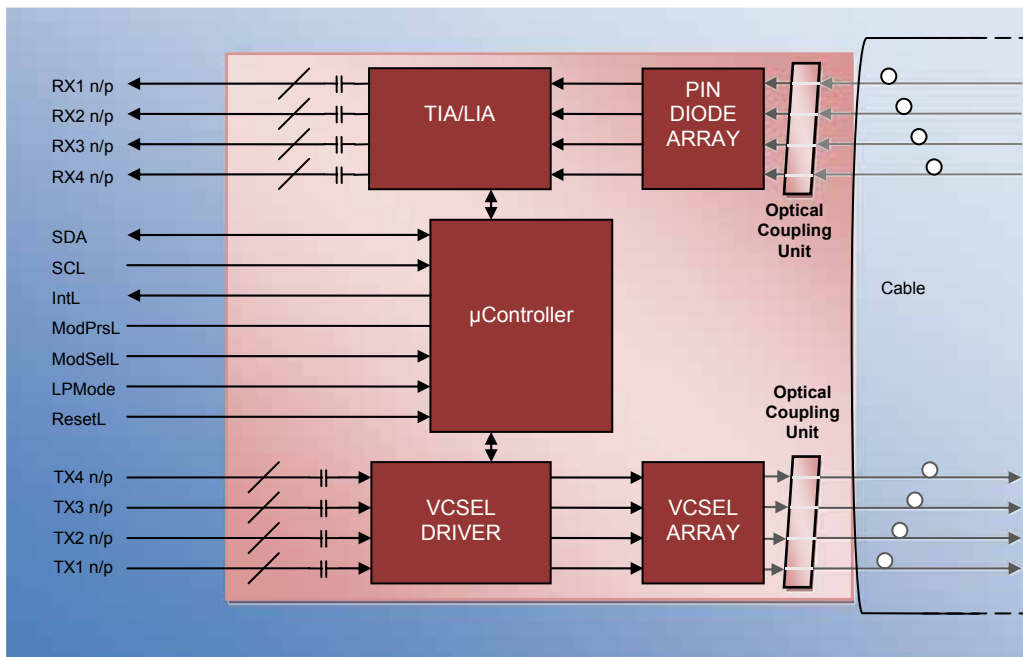 RX1 n/p
RX2 n/p
RX3 n/p
RX4 n/p
TIA/LIA
PIN
DIODE
ARRAY
Optical
Coupling
Unit
SDA
SCL
IntL
ModPrsL
ModSelL
LPMode
ResetL
µController
Cable
Optical
Coupling
Unit
TX4 n/p
TX3 n/p
TX2 n/p
TX1 n/p
VCSEL
DRIVER
VCSEL
ARRAY